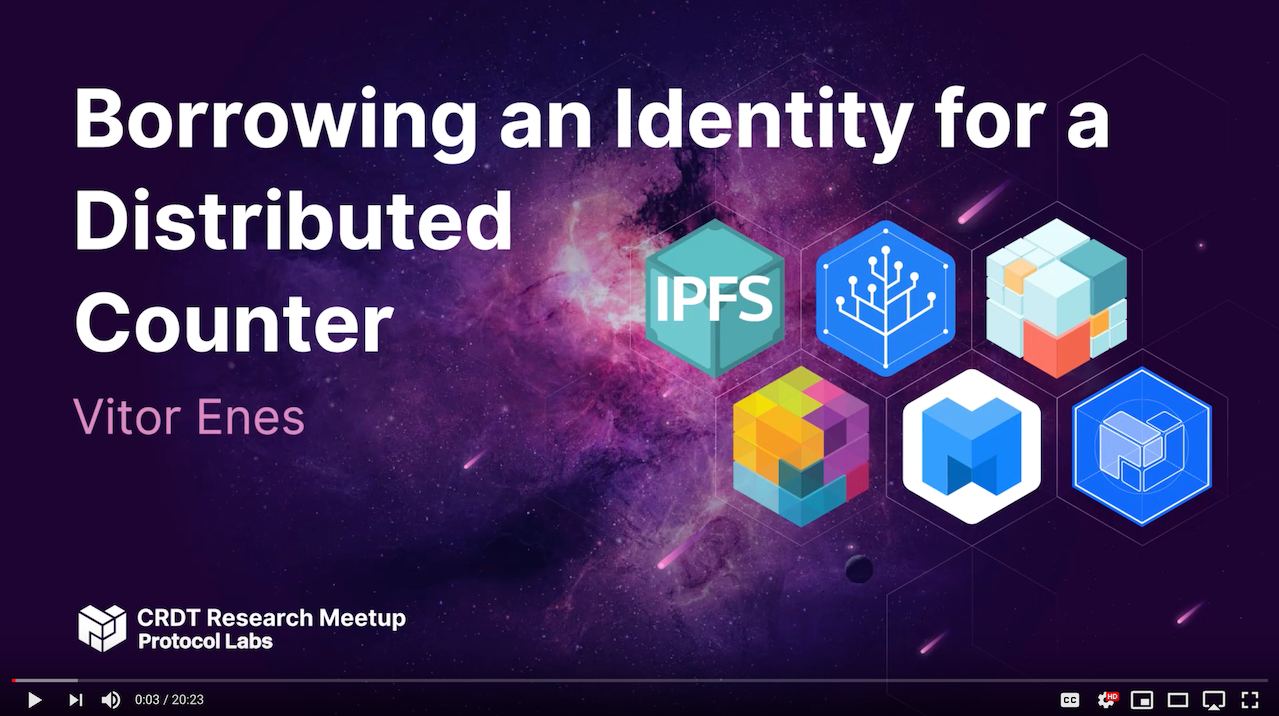 Borrowing an Identity for a
Distributed
Counter
Vitor Enes
IPFS
CRDT Research Meetup
Protocol Labs
0:03 / 20:23
CC
HD